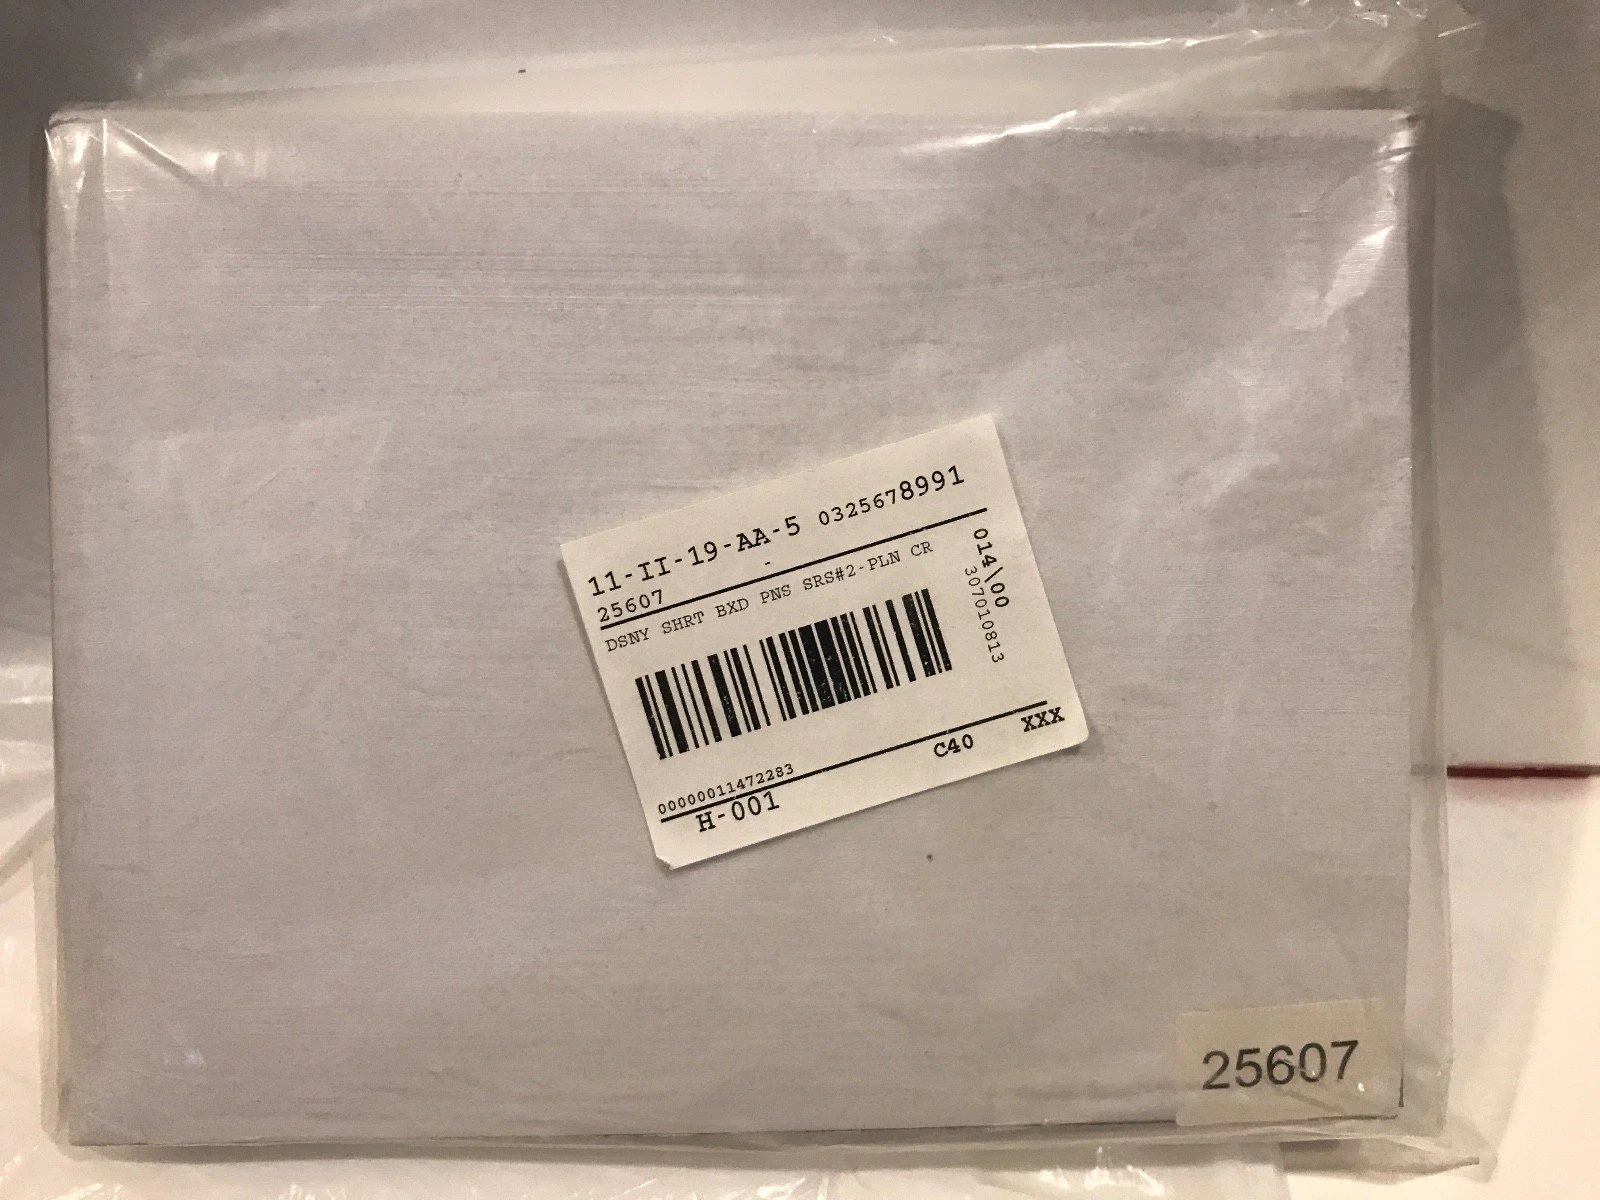 11-II-19-AA-5 0325678991
25607 -
DSNY SHRT BXD PNS SRS#2-PLN CR
014\00
307010813
00000011472283
C40 XXX
H-001
25607